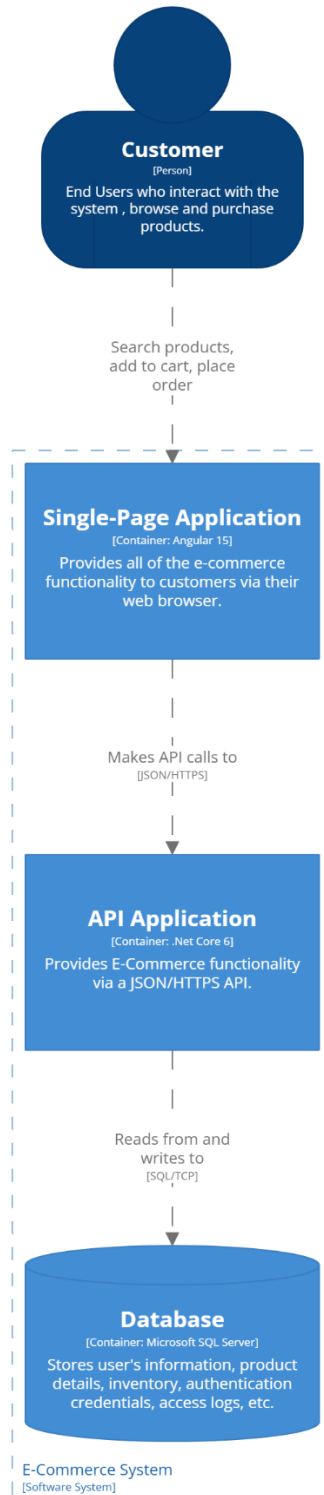 Customer
[Person]
End Users who interact with the
system , browse and purchase
products.
Search products,
add to cart, place
order
Single-Page Application
[Container: Angular 15]
Provides all of the e-commerce
functionality to customers via their
web browser.
Makes API calls to
[JSON/HTTPS]
API Application
[Container: .Net Core 6]
Provides E-Commerce functionality
via a JSON/HTTPS API.
Reads from and
writes to
[SQL/TCP]
Database
[Container: Microsoft SQL Server]
Stores user's information, product
details, inventory, authentication
credentials, access logs, etc.
E-Commerce System
[Software System]